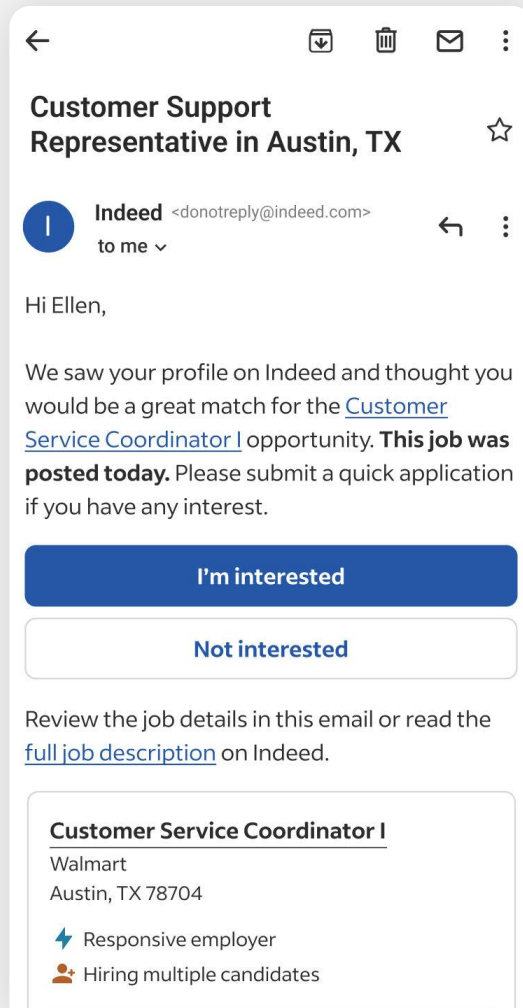 Customer Support
Representative in Austin, TX
I
Indeed <donotreply@indeed.com>
to me
Hi Ellen,
We saw your profile on Indeed and thought you
would be a great match for the Customer
Service Coordinator I opportunity. This job was
posted today. Please submit a quick application
if you have any interest.
I'm interested
Not interested
Review the job details in this email or read the
full job description on Indeed.
Customer Service Coordinator I
Walmart
Austin, TX 78704
Responsive employer
Hiring multiple candidates